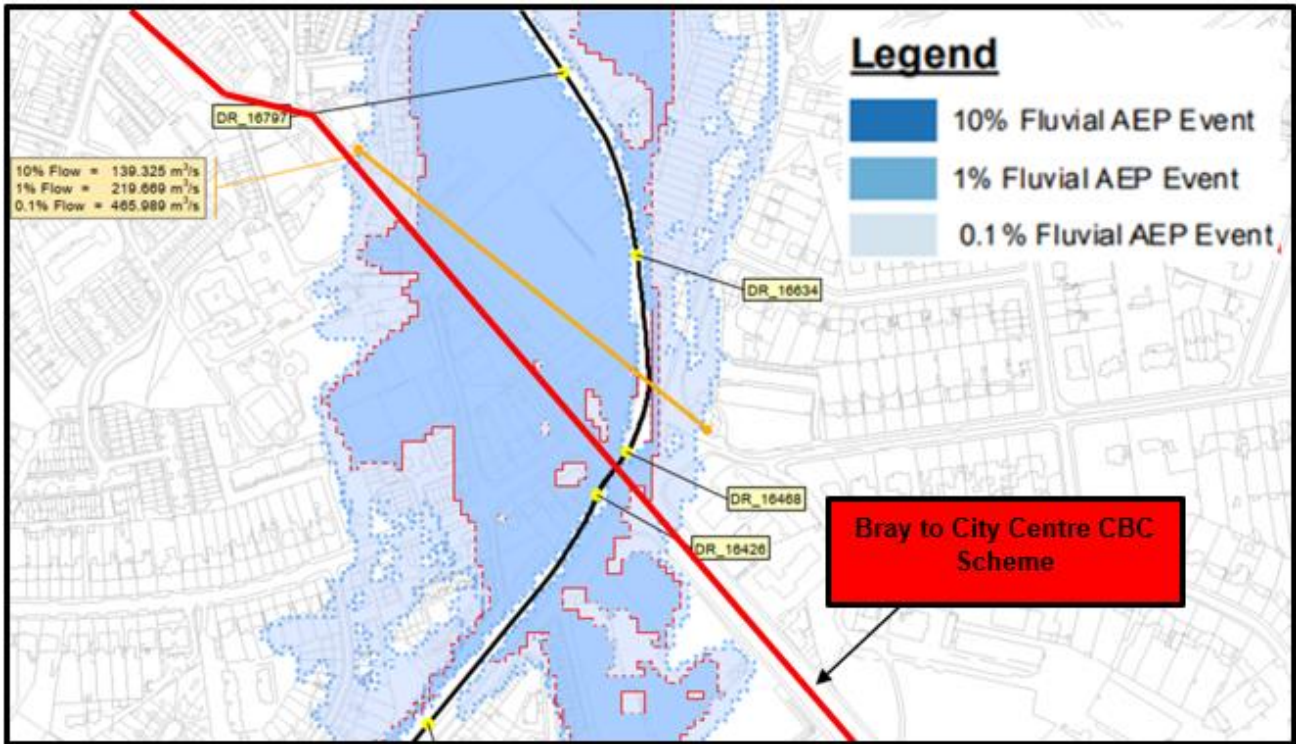 Legend
10% Fluvial AEP Event
1% Fluvial AEP Event
0.1% Fluvial AEP Event
DR_16797
10% Flow = 139.325 m³/s
1% Flow = 219.669 m³/s
0.1% Flow = 465.989 m³/s
DR_16634
DR_16468
DR_16426
Bray to City Centre CBC
Scheme